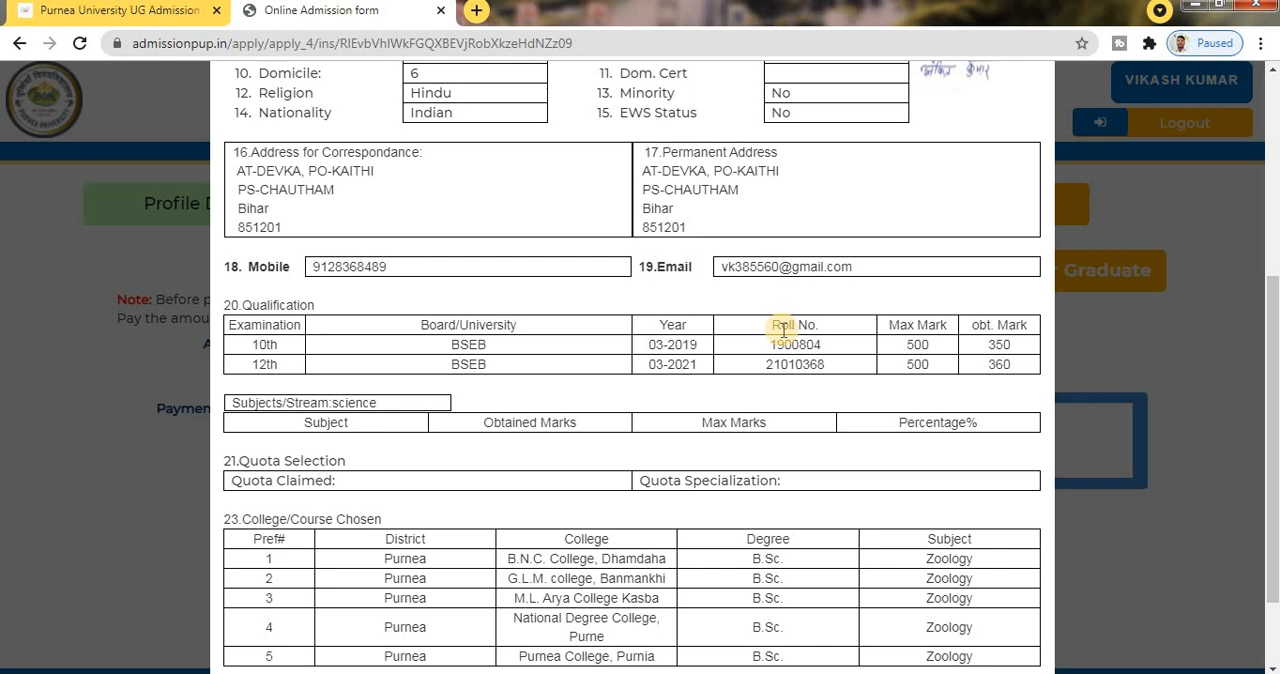 Purnea University UG Admission
Online Admission form
admissionpup.in/apply/apply_4/ins/RIEvbVhIWkFGQXBEVjRobXkzeHdNZz09
Paused
VIKASH KUMAR
Logout
Profile D
r Graduate
Note: Before p
Pay the amou
A
Paymen
10. Domicile: 6 11. Dom. Cert
12. Religion Hindu 13. Minority No
14. Nationality Indian 15. EWS Status No
16.Address for Correspondance: 17.Permanent Address
AT-DEVKA, PO-KAITHI AT-DEVKA, PO-KAITHI
PS-CHAUTHAM PS-CHAUTHAM
Bihar Bihar
851201 851201
18. Mobile 9128368489 19.Email vk385560@gmail.com
20.Qualification
Examination Board/University Year Roll No. Max Mark obt. Mark
10th BSEB 03-2019 1900804 500 350
12th BSEB 03-2021 21010368 500 360
Subjects/Stream:science
Subject Obtained Marks Max Marks Percentage%
21.Quota Selection
Quota Claimed: Quota Specialization:
23.College/Course Chosen
Pref# District College Degree Subject
1 Purnea B.N.C. College, Dhamdaha B.Sc. Zoology
2 Purnea G.L.M. college, Banmankhi B.Sc. Zoology
3 Purnea M.L. Arya College Kasba B.Sc. Zoology
4 Purnea National Degree College, Purne B.Sc. Zoology
5 Purnea Purnea College, Purnia B.Sc. Zoology